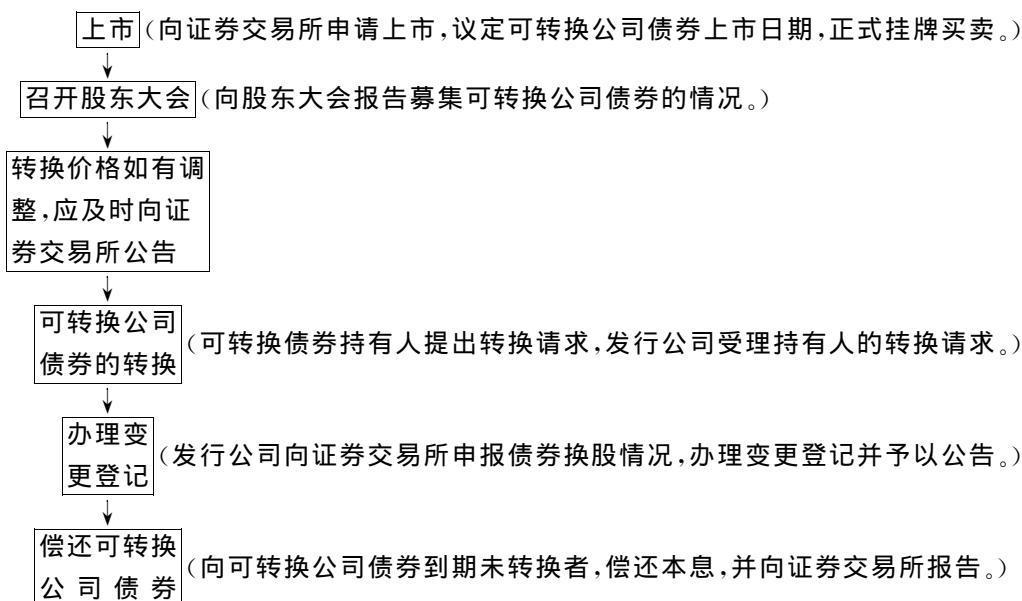 上市(向证券交易所申请上市,议定可转换公司债券上市日期,正式挂牌买卖。)
召开股东大会(向股东大会报告募集可转换公司债券的情况。)
转换价格如有调
整,应及时向证
券交易所公告
可转换公司
债券的转换
(可转换债券持有人提出转换请求,发行公司受理持有人的转换请求。)
办理变
更登记
(发行公司向证券交易所申报债券换股情况,办理变更登记并予以公告。)
偿还可转换
公司债券
(向可转换公司债券到期未转换者,偿还本息,并向证券交易所报告。)